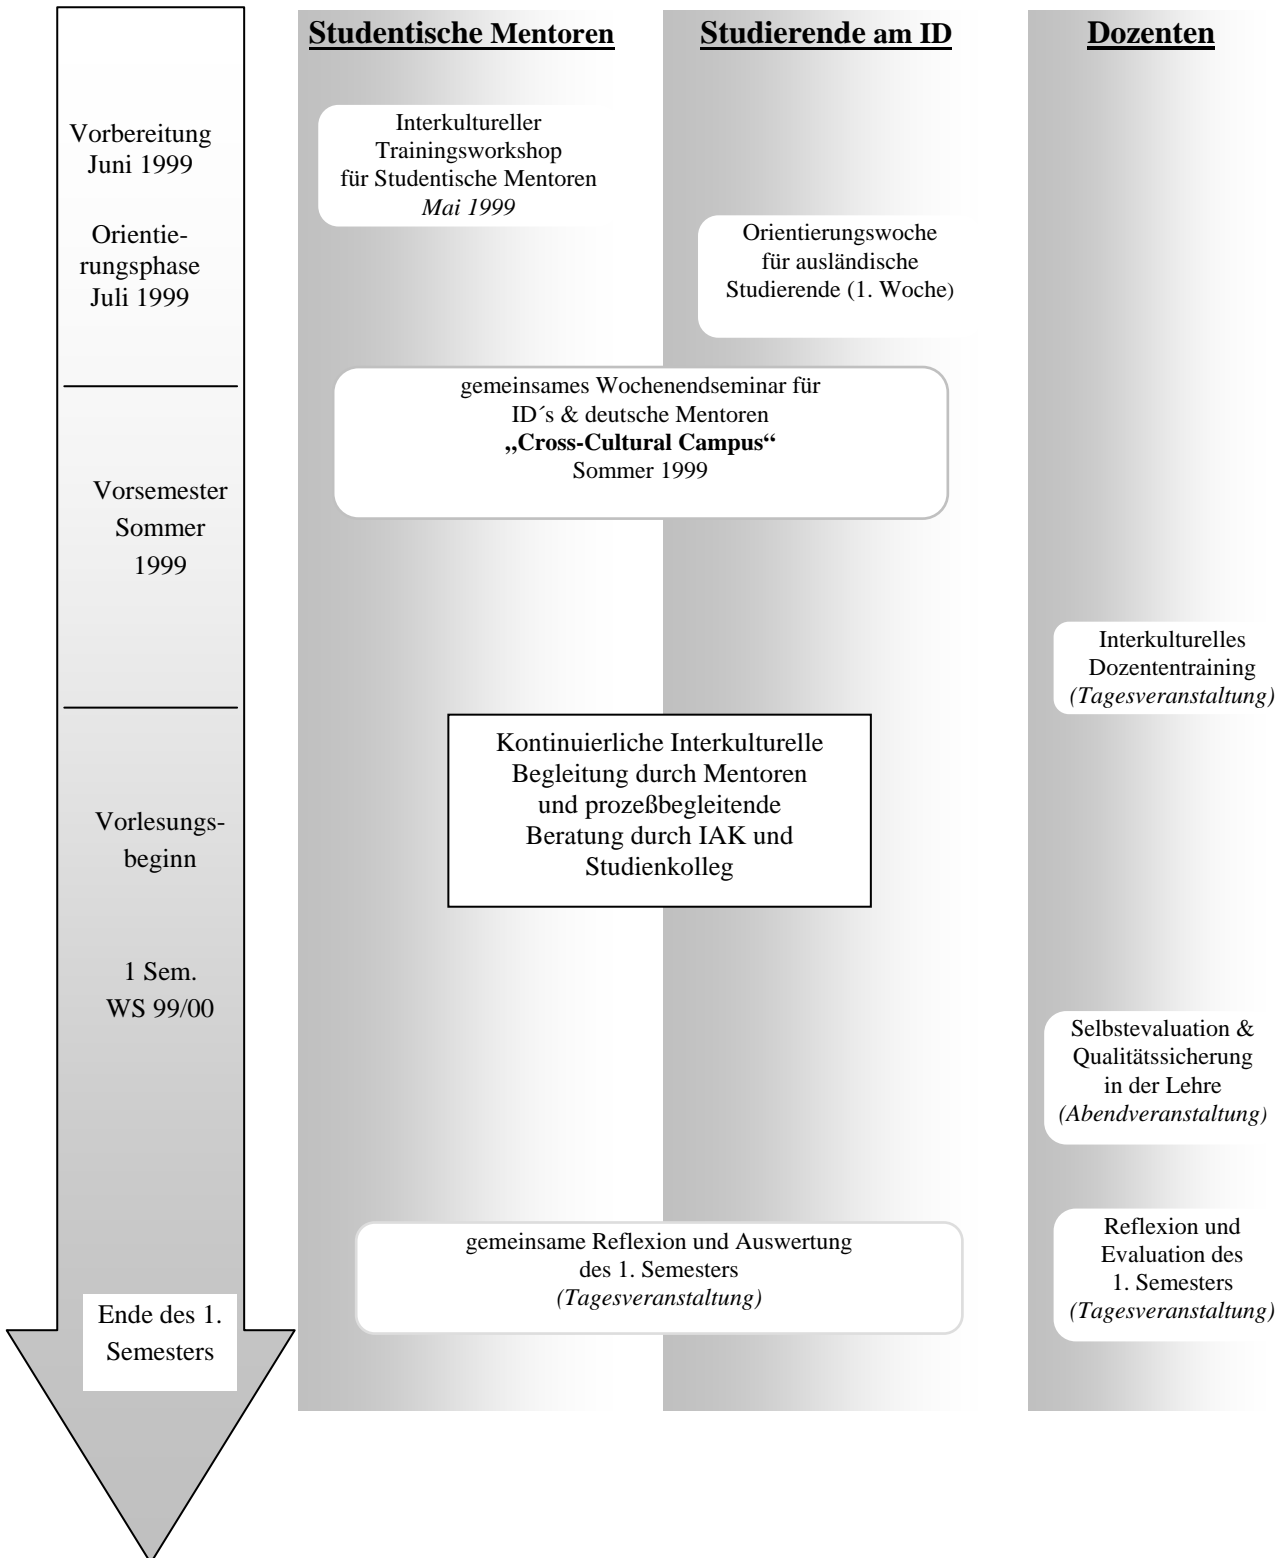 Studentische Mentoren
Studierende am ID
Dozenten
Vorbereitung
Juni 1999
Orientie-
rungsphase
Juli 1999
Interkultureller
Trainingsworkshop
für Studentische Mentoren
Mai 1999
Orientierungswoche
für ausländische
Studierende (1. Woche)
gemeinsames Wochenendseminar für
ID´s & deutsche Mentoren
„Cross-Cultural Campus“
Sommer 1999
Vorsemester
Sommer
1999
Interkulturelles
Dozententraining
(Tagesveranstaltung)
Kontinuierliche Interkulturelle
Begleitung durch Mentoren
und prozeßbegleitende
Beratung durch IAK und
Studienkolleg
Vorlesungs-
beginn
1 Sem.
WS 99/00
Selbstevaluation &
Qualitätssicherung
in der Lehre
(Abendveranstaltung)
gemeinsame Reflexion und Auswertung
des 1. Semesters
(Tagesveranstaltung)
Reflexion und
Evaluation des
1. Semesters
(Tagesveranstaltung)
Ende des 1.
Semesters